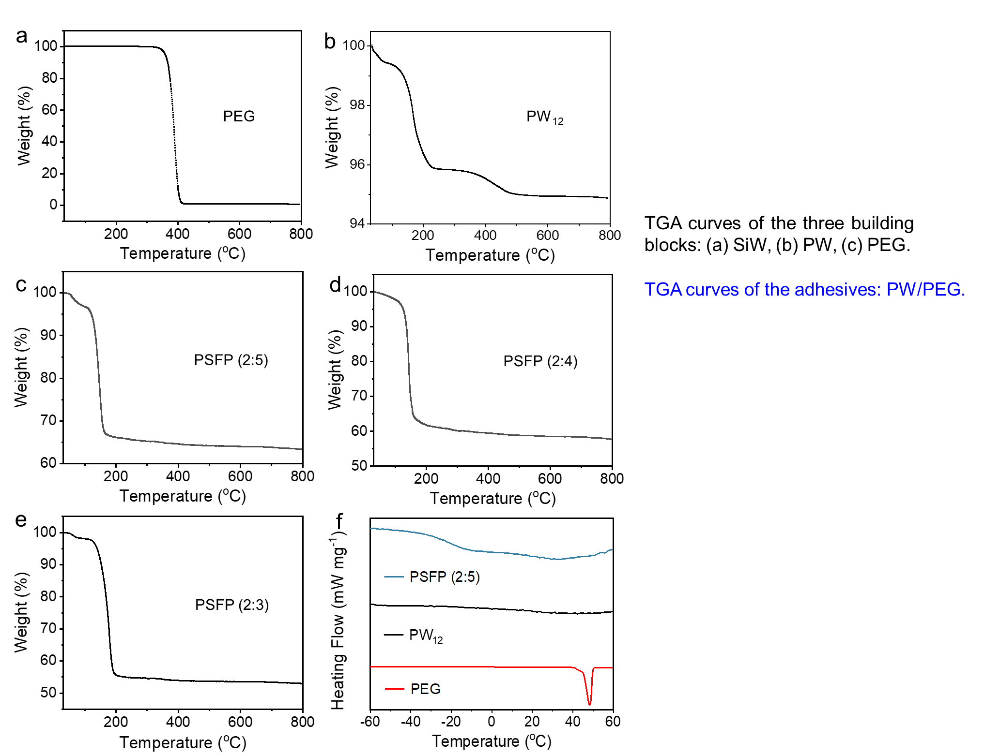 a
100
80
60
40
20
0
Weight (%)
PEG
200 400 600 800
Temperature (°C)
b
100
98
96
94
Weight (%)
PW12
200 400 600 800
Temperature (°C)
TGA curves of the three building
blocks: (a) SiW, (b) PW, (c) PEG.
TGA curves of the adhesives: PW/PEG.
c
100
90
80
70
60
Weight (%)
PSFP (2:5)
200 400 600 800
Temperature (°C)
d
100
90
80
70
60
50
Weight (%)
PSFP (2:4)
200 400 600 800
Temperature (°C)
e
100
90
80
70
60
50
Weight (%)
PSFP (2:3)
200 400 600 800
Temperature (°C)
f
Heating Flow (mW mg⁻¹)
PSFP (2:5)
PW12
PEG
-60 -40 -20 0 20 40 60
Temperature (°C)